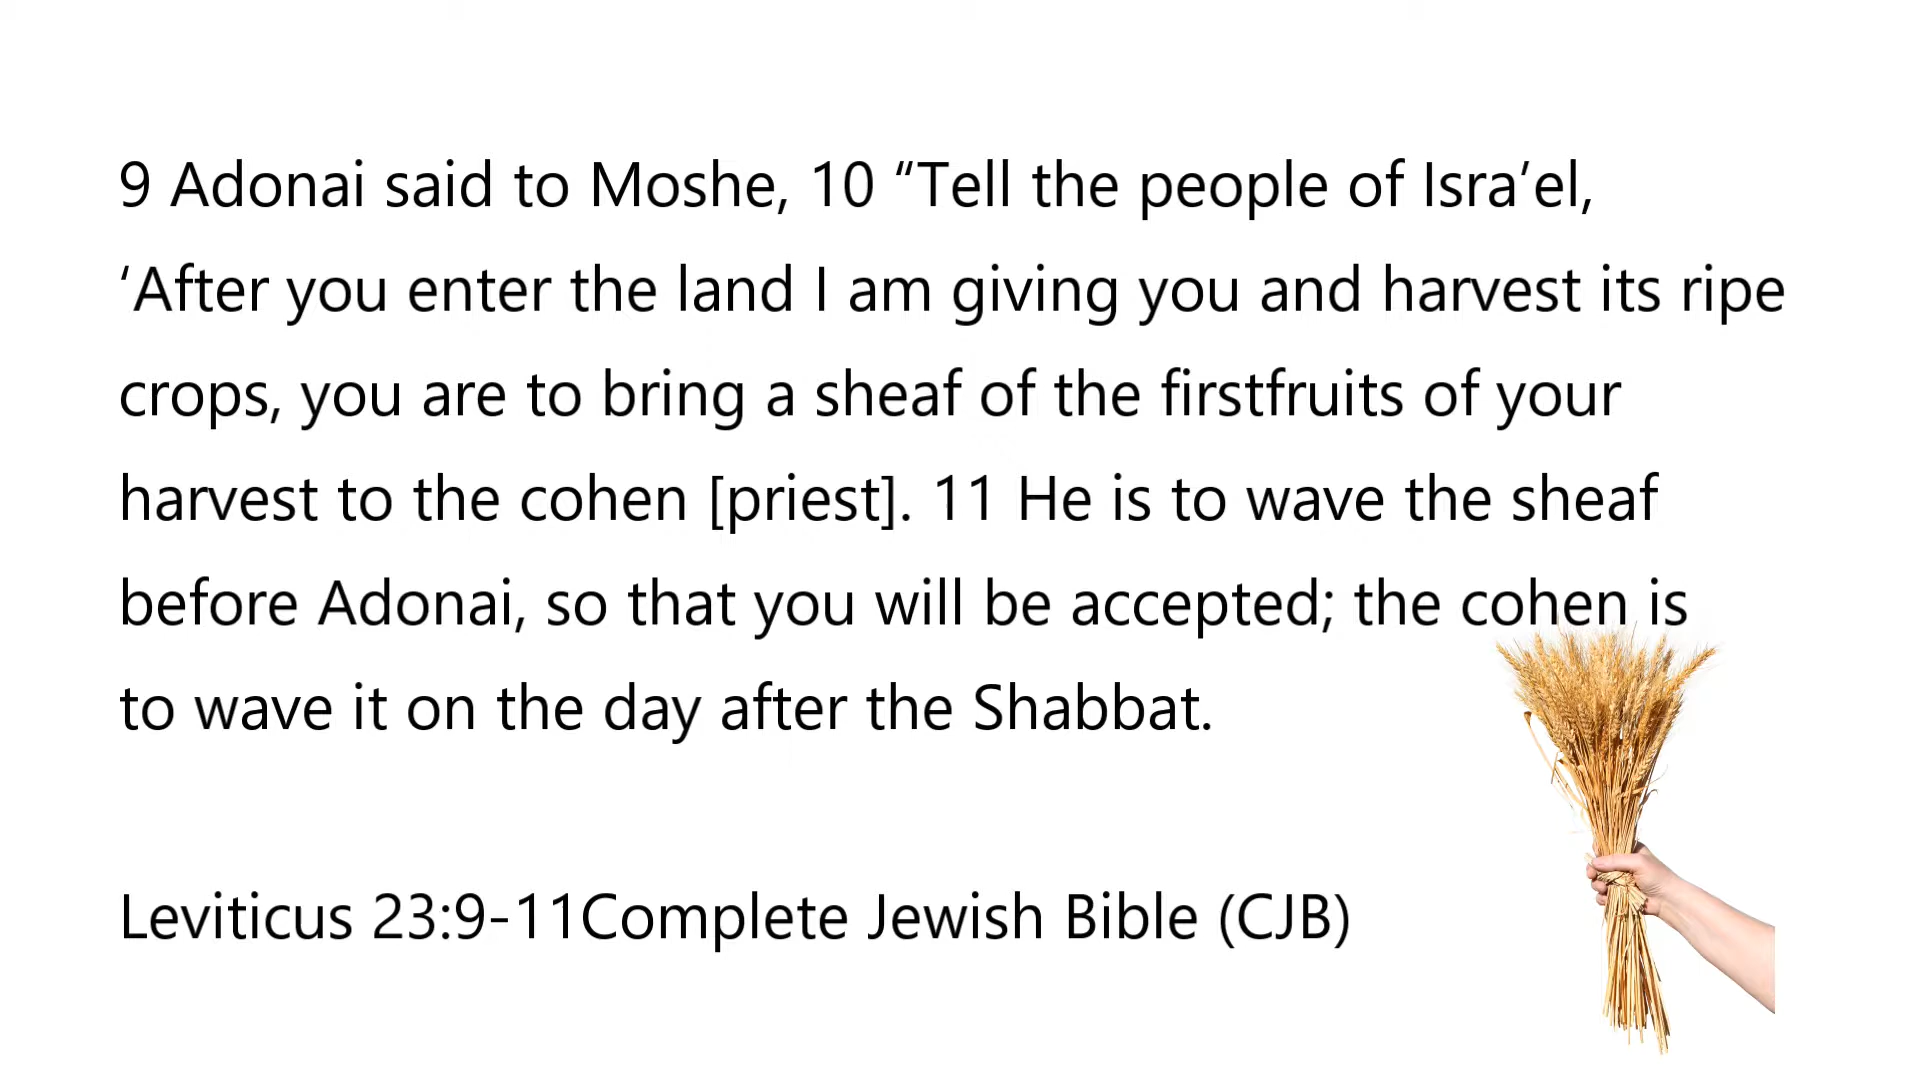 9 Adonai said to Moshe, 10 “Tell the people of Isra’el,
‘After you enter the land I am giving you and harvest its ripe
crops, you are to bring a sheaf of the firstfruits of your
harvest to the cohen [priest]. 11 He is to wave the sheaf
before Adonai, so that you will be accepted; the cohen is
to wave it on the day after the Shabbat.
Leviticus 23:9-11Complete Jewish Bible (CJB)